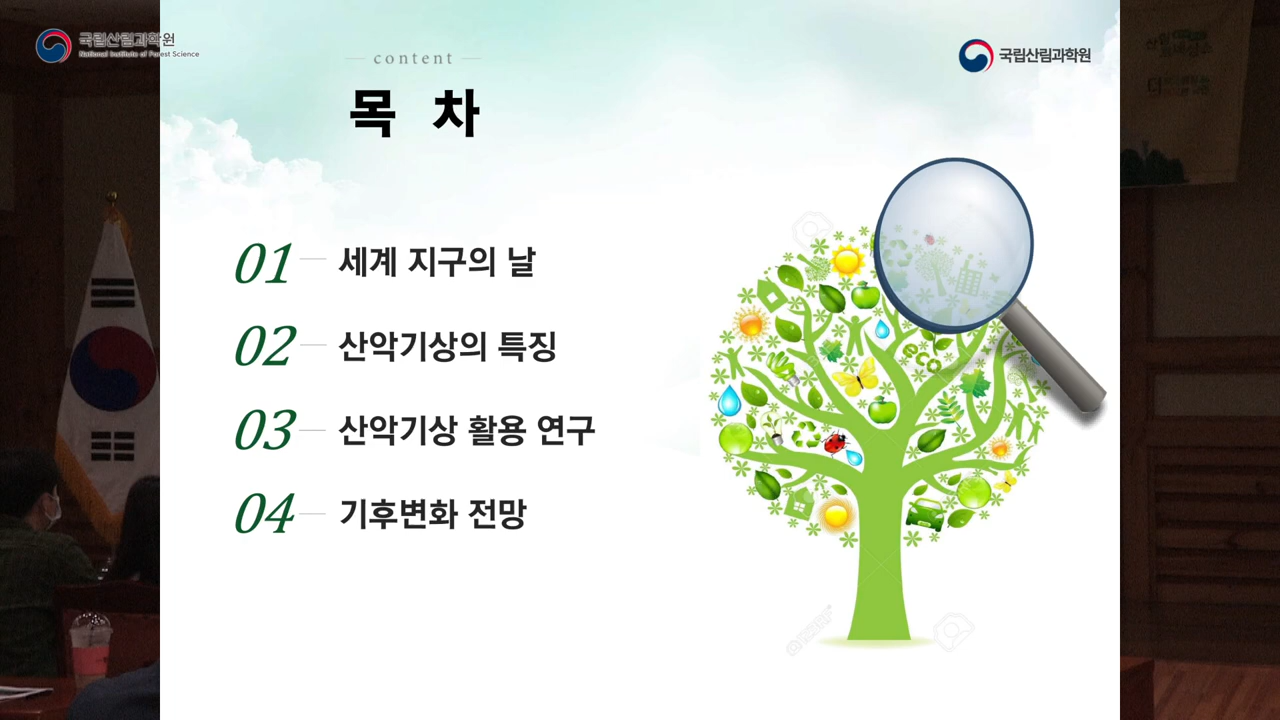 국립산림과학원
National Institute of Forest Science
content
국립산림과학원
목 차
01 세계 지구의 날
02 산악기상의 특징
03 산악기상 활용 연구
04 기후변화 전망
eco